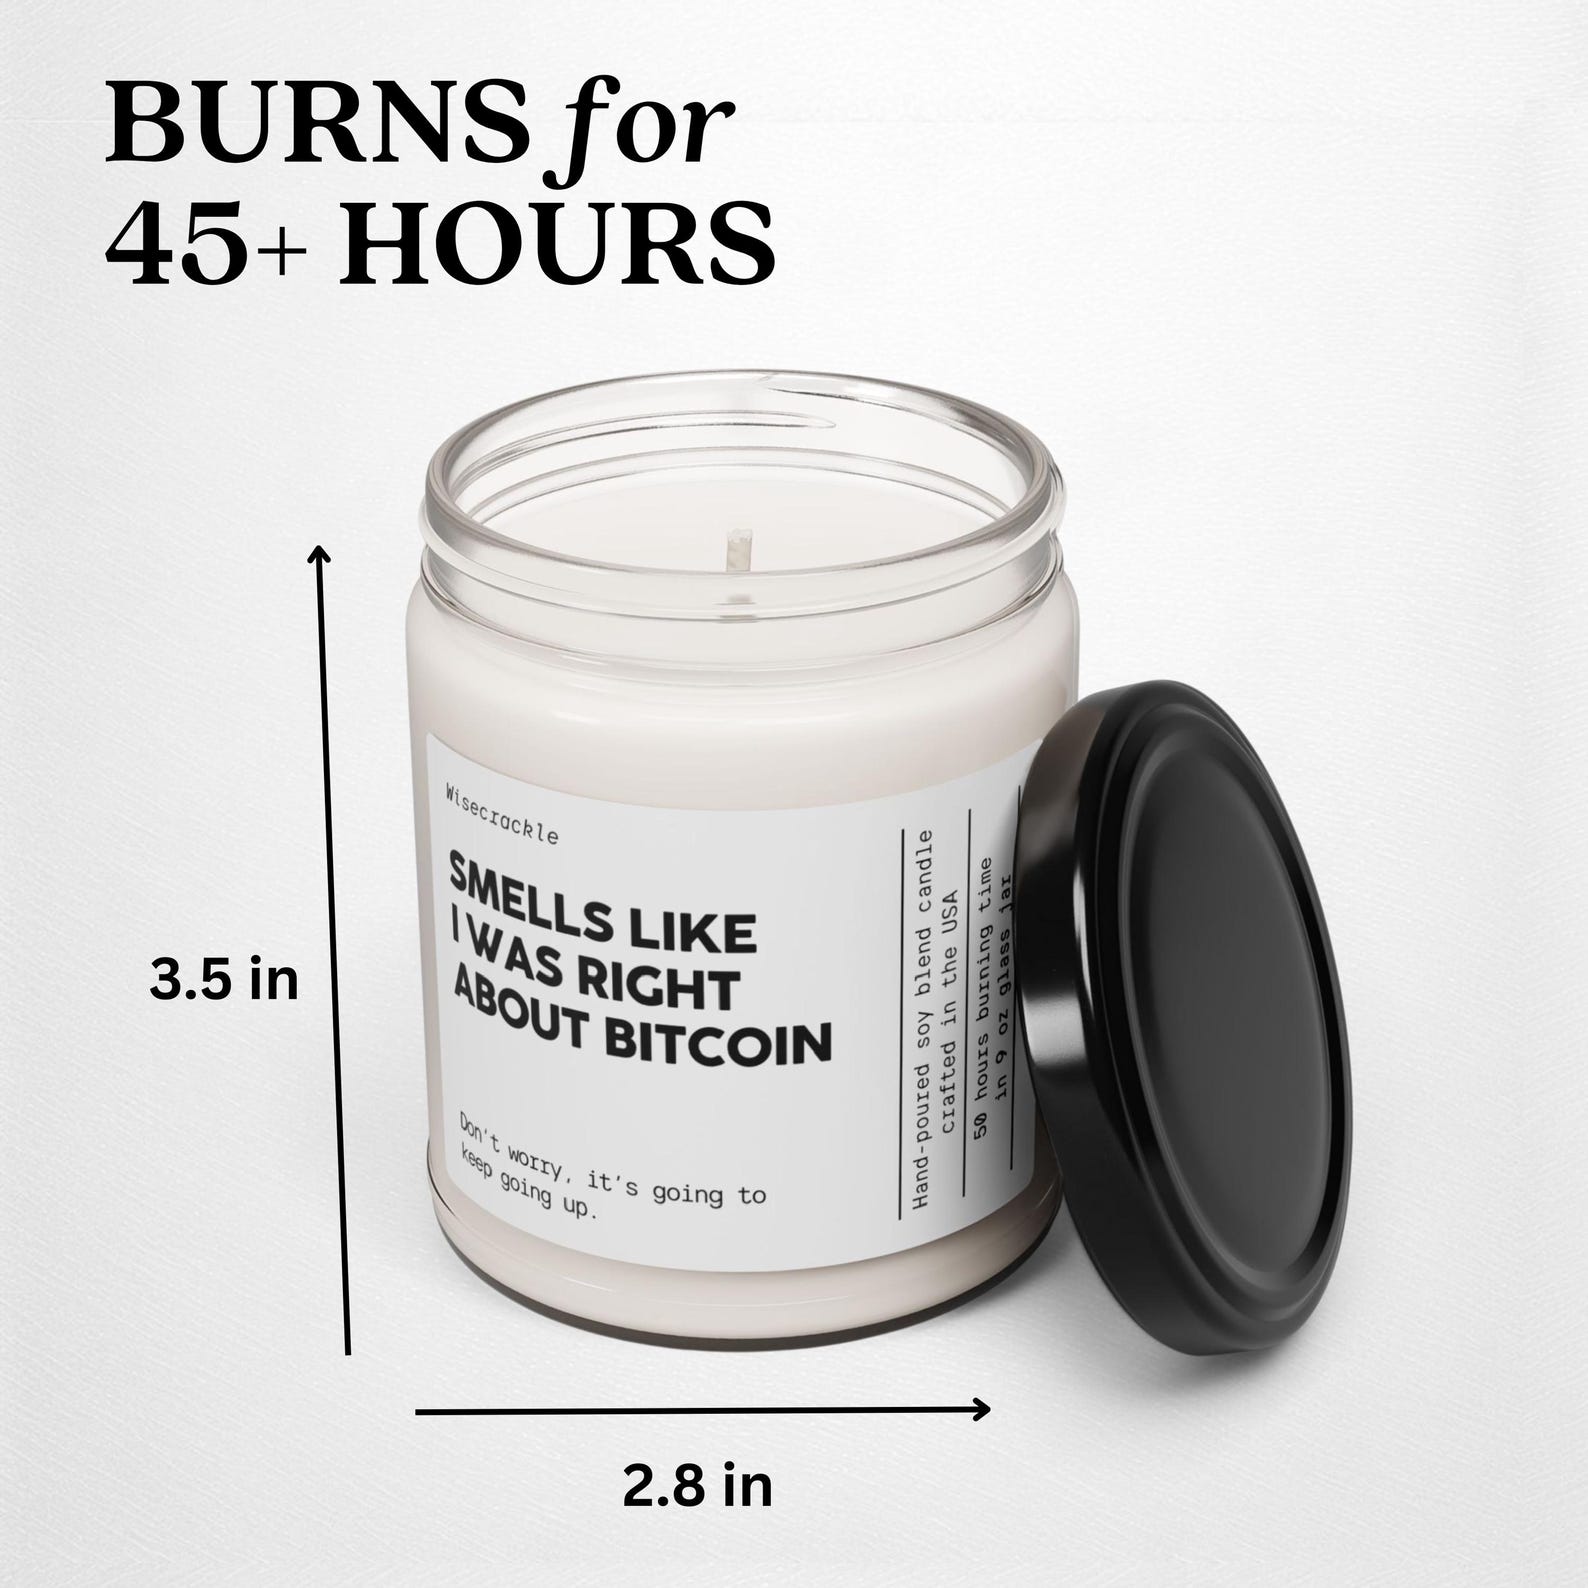 BURNS for
45+ HOURS
3.5 in
Wisecrackle
SMELLS LIKE
I WAS RIGHT
ABOUT BITCOIN
Don't worry, it's going to
keep going up.
Hand-poured soy blend candle
crafted in the USA
50 hours burning time
in 9 oz glass jar
2.8 in